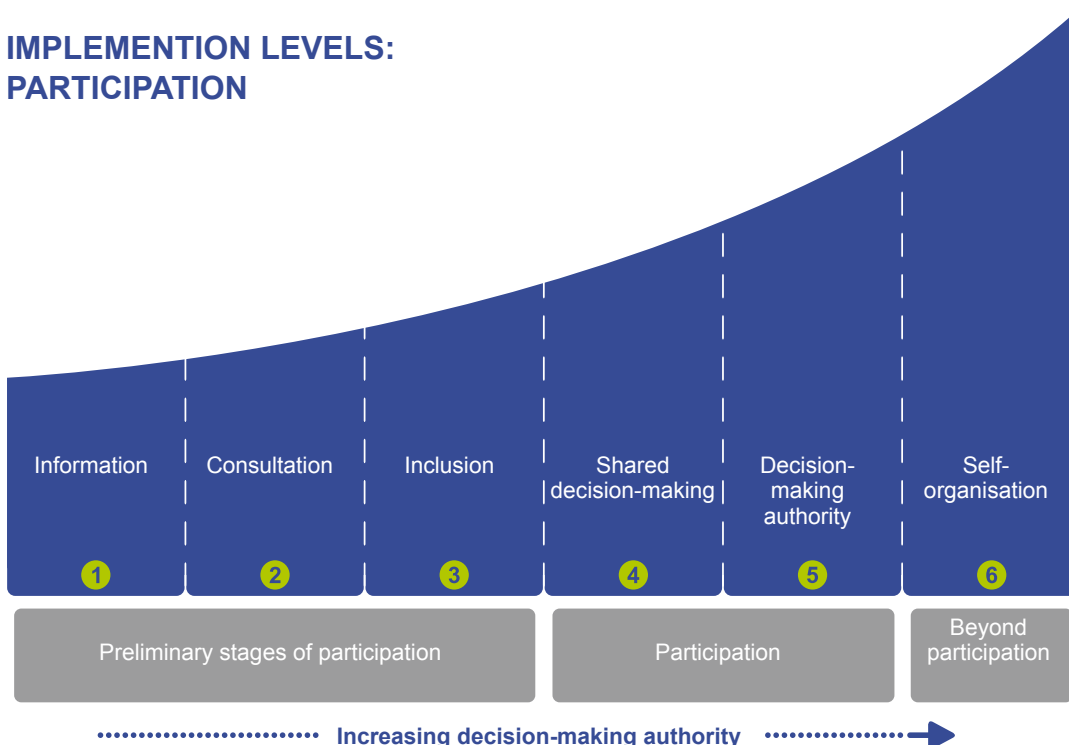 IMPLEMENTION LEVELS:
PARTICIPATION
Information
Consultation
Inclusion
Shared
decision-making
Decision-
making
authority
Self-
organisation
1
2
3
4
5
6
Preliminary stages of participation
Participation
Beyond
participation
Increasing decision-making authority